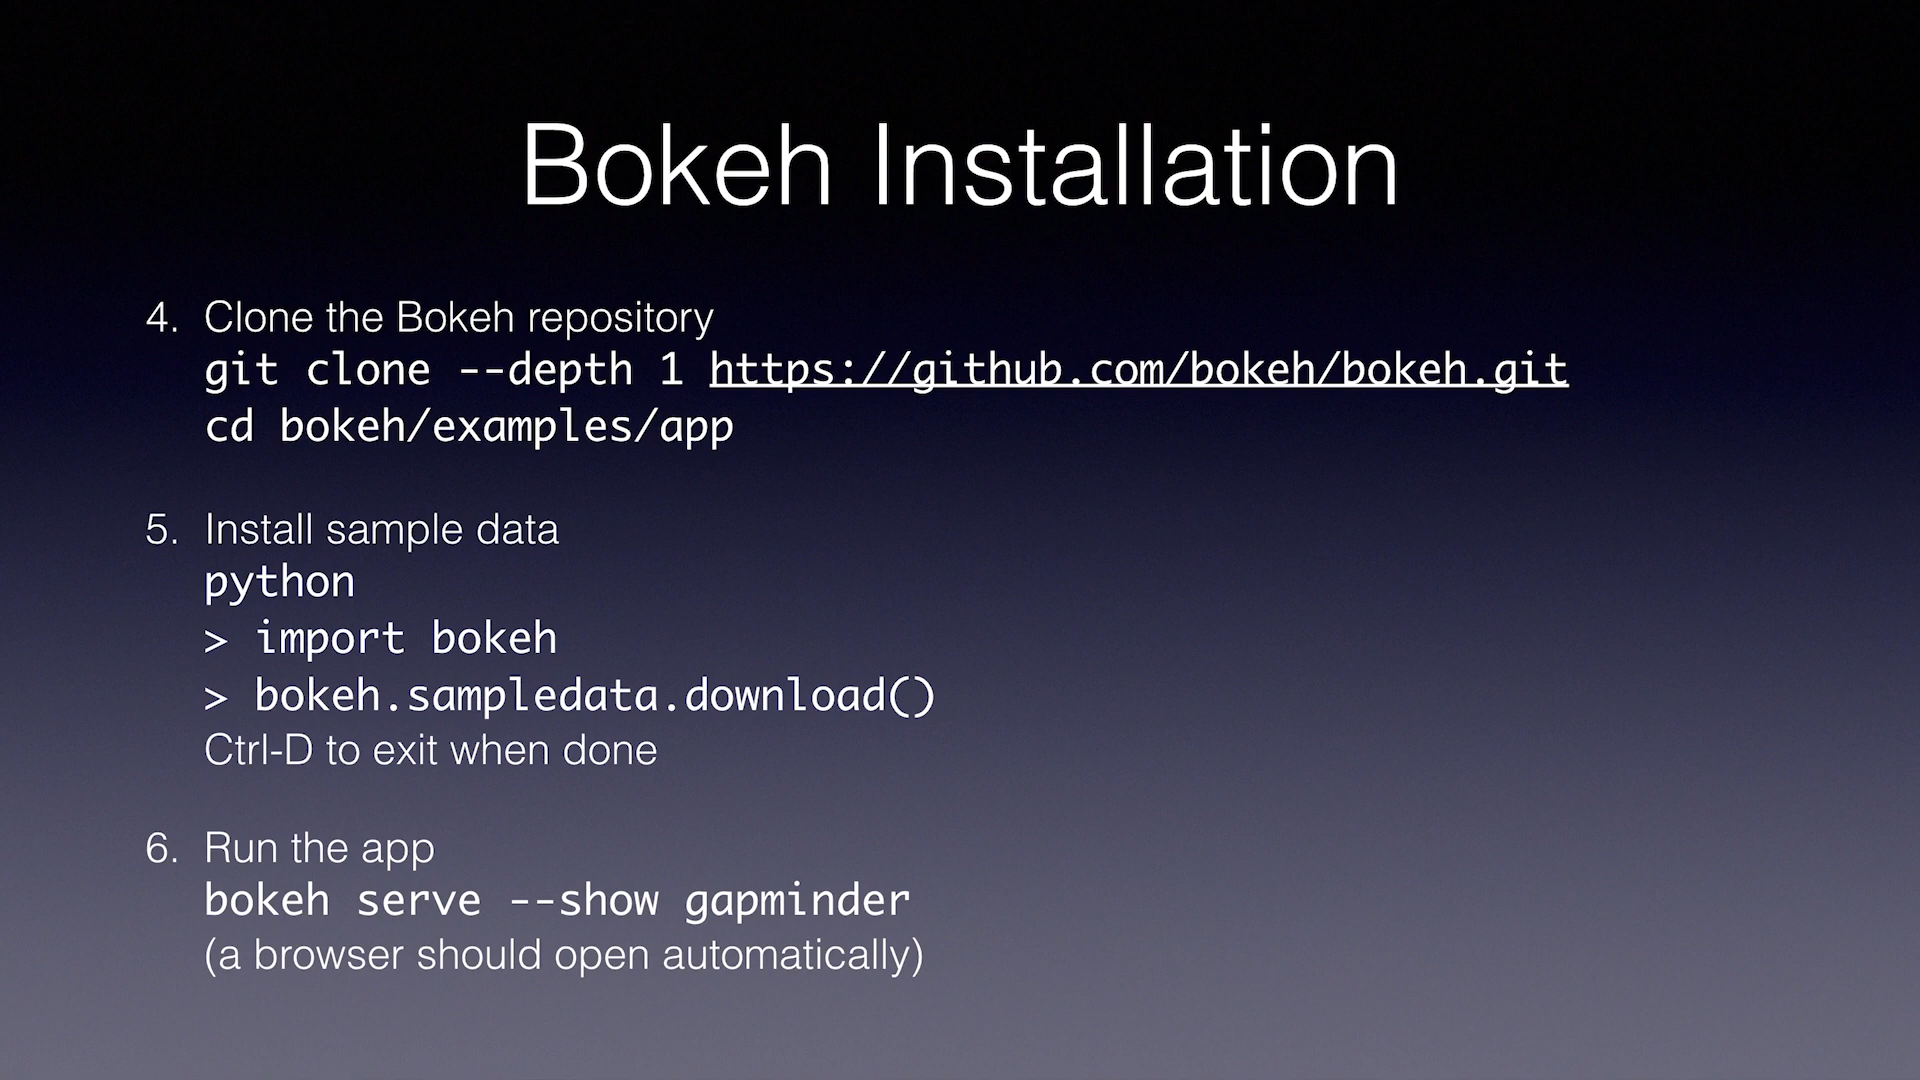 Bokeh Installation
4. Clone the Bokeh repository
git clone --depth 1 https://github.com/bokeh/bokeh.git
cd bokeh/examples/app
5. Install sample data
python
> import bokeh
> bokeh.sampledata.download()
Ctrl-D to exit when done
6. Run the app
bokeh serve --show gapminder
(a browser should open automatically)